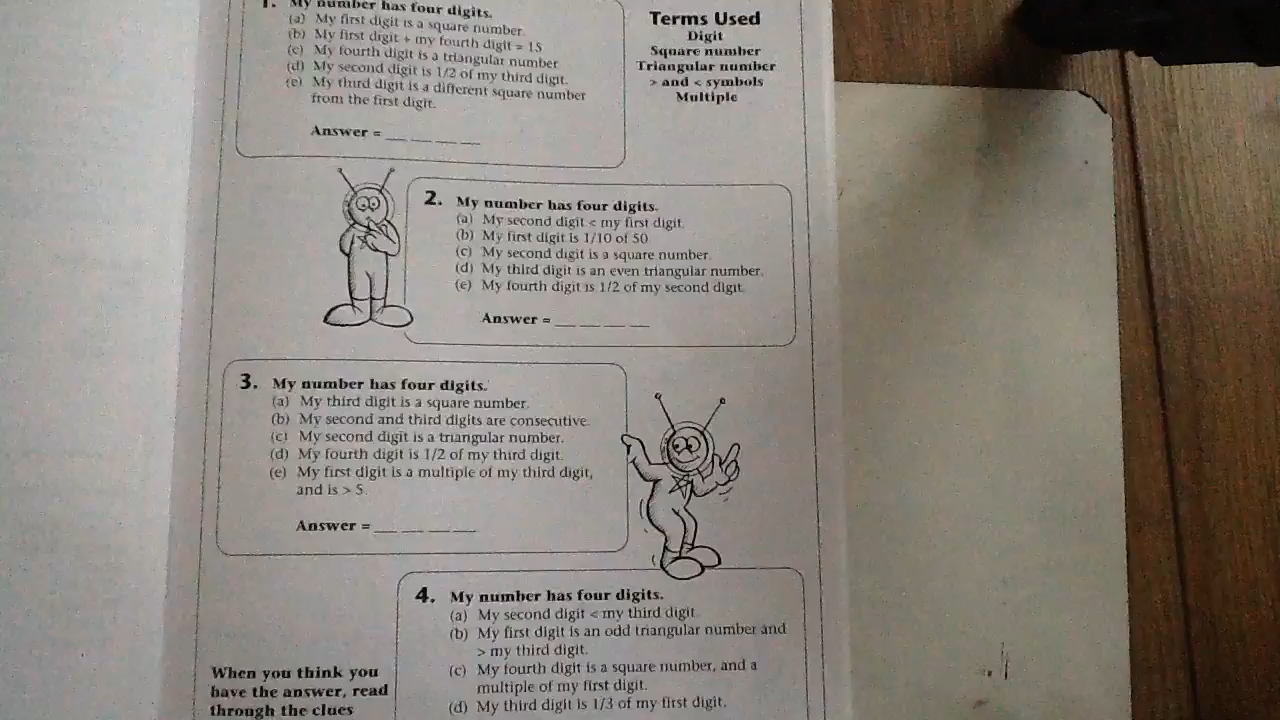 1. My number has four digits.
(a) My first digit is a square number.
(b) My first digit + my fourth digit = 15
(c) My fourth digit is a triangular number
(d) My second digit is 1/2 of my third digit.
(e) My third digit is a different square number
from the first digit.
Answer = __ __ __ __
Terms Used
Digit
Square number
Triangular number
> and < symbols
Multiple
2. My number has four digits.
(a) My second digit < my first digit.
(b) My first digit is 1/10 of 50
(c) My second digit is a square number.
(d) My third digit is an even triangular number.
(e) My fourth digit is 1/2 of my second digit
Answer = __ __ __ __
3. My number has four digits.
(a) My third digit is a square number.
(b) My second and third digits are consecutive.
(c) My second digit is a triangular number.
(d) My fourth digit is 1/2 of my third digit.
(e) My first digit is a multiple of my third digit,
and is > 5.
Answer = __ __ __ __
4. My number has four digits.
(a) My second digit < my third digit.
(b) My first digit is an odd triangular number and
> my third digit.
(c) My fourth digit is a square number, and a
multiple of my first digit.
(d) My third digit is 1/3 of my first digit.
When you think you
have the answer, read
through the clues